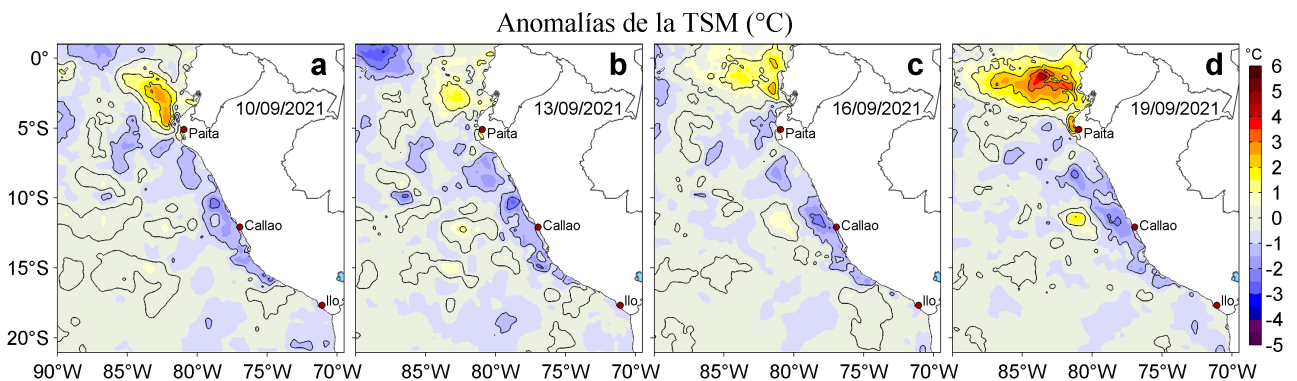 Anomalías de la TSM (°C)
a
b
c
d
10/09/2021
13/09/2021
16/09/2021
19/09/2021
0°
5°S
10°S
15°S
20°S
Paita
Callao
Ilo
Paita
Callao
Ilo
Paita
Callao
Ilo
Paita
Callao
Ilo
90°W 85°W 80°W 75°W 70°W
85°W 80°W 75°W 70°W
85°W 80°W 75°W 70°W
85°W 80°W 75°W 70°W
°C
6
5
4
3
2
1
0
-1
-2
-3
-4
-5